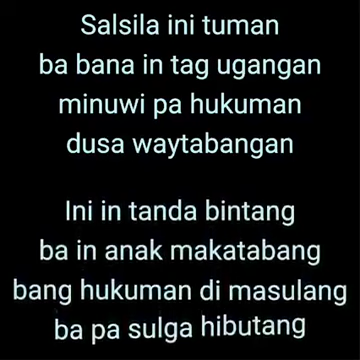 Salsila ini tuman
ba bana in tag ugangan
minuwi pa hukuman
dusa waytabangan
Ini in tanda bintang
ba in anak makatabang
bang hukuman di masulang
ba pa sulga hibutang